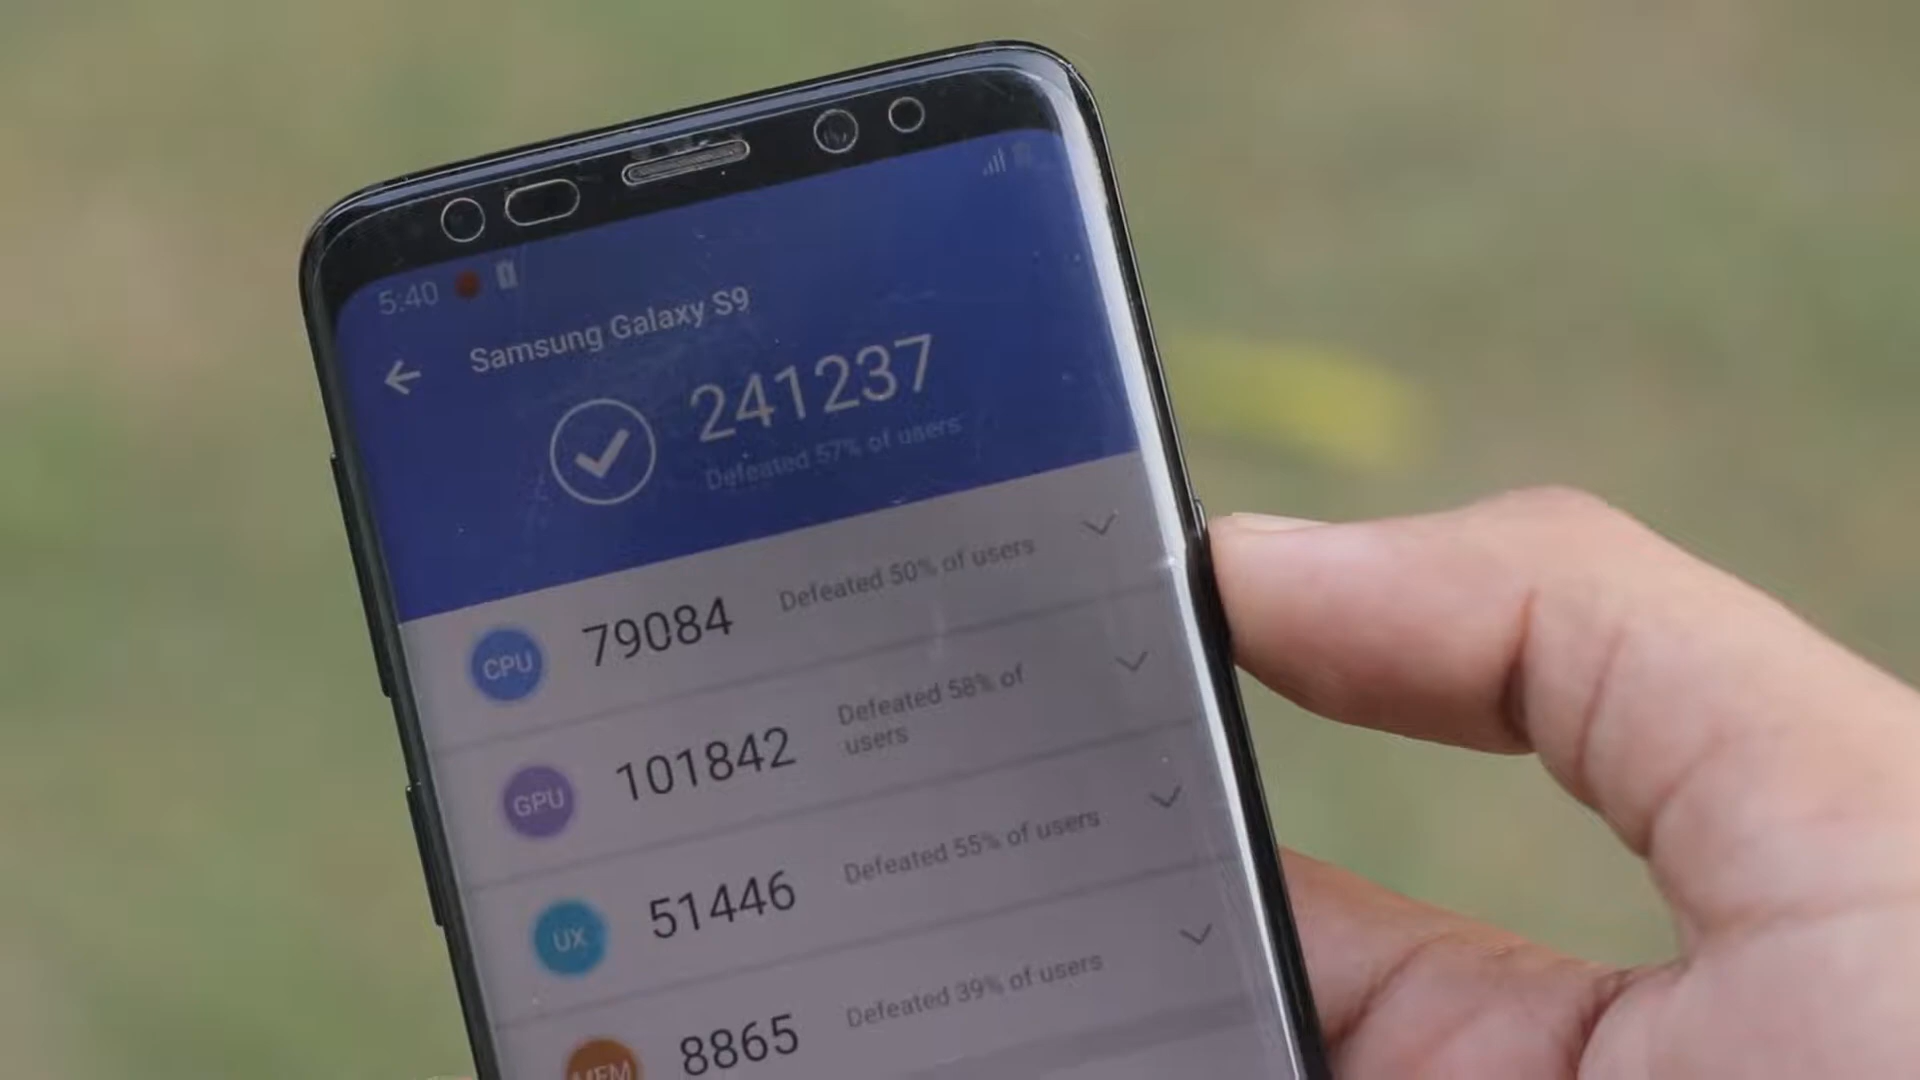 5:40
Samsung Galaxy S9
241237
Defeated 57% of users
CPU 79084 Defeated 50% of users
GPU 101842 Defeated 58% of
users
UX 51446 Defeated 55% of users
MEM 8865 Defeated 39% of users